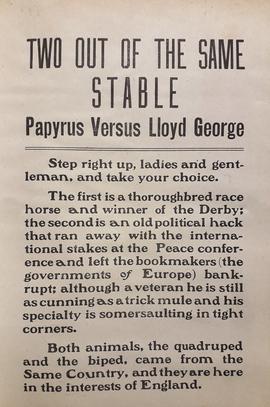 TWO OUT OF THE SAME
STABLE
Papyrus Versus Lloyd George
Step right up, ladies and gent-
leman, and take your choice.
The first is a thoroughbred race
horse and winner of the Derby;
the second is an old political hack
that ran away with the interna-
tional stakes at the Peace confer-
ence and left the bookmakers (the
governments of Europe) bank-
rupt; although a veteran he is still
as cunning as a trick mule and his
specialty is somersaulting in tight
corners.
Both animals, the quadruped
and the biped, came from the
Same Country, and they are here
in the interests of England.